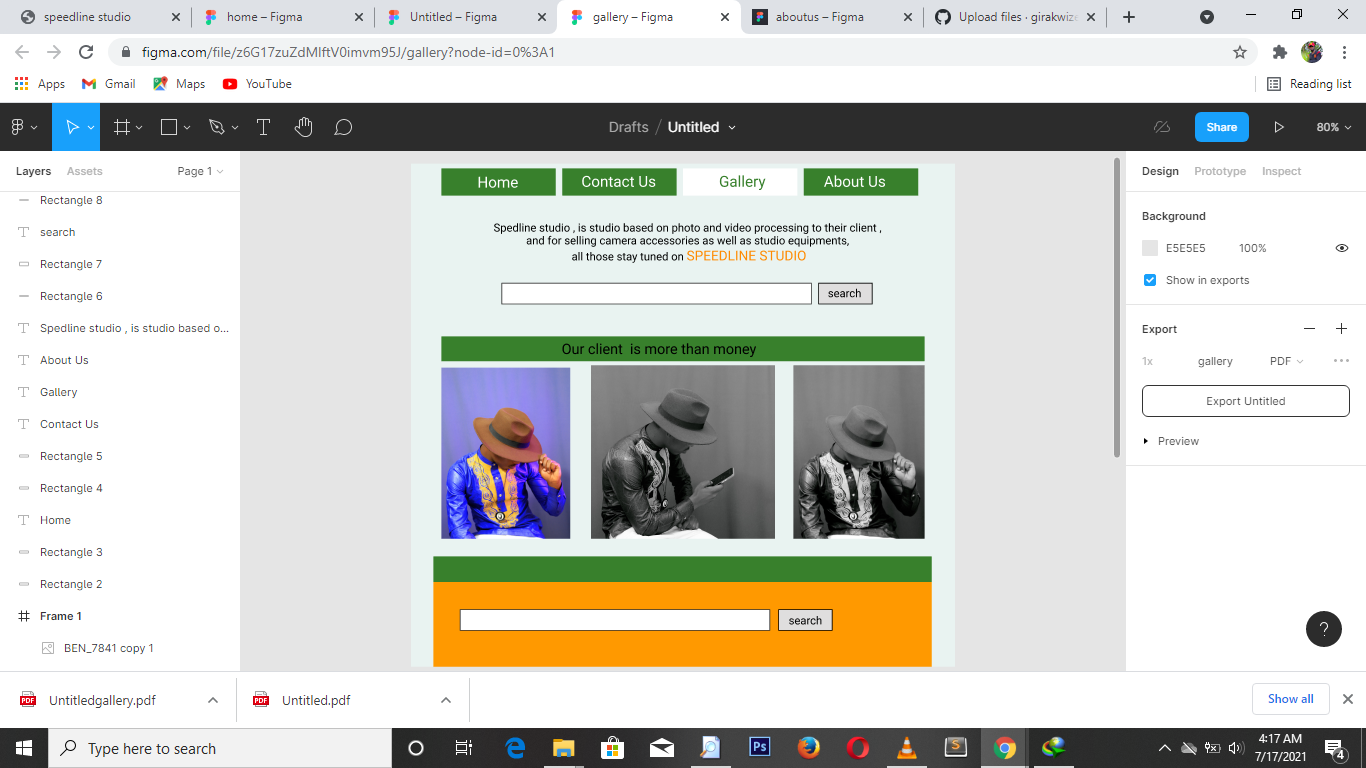 speedline studio
home – Figma
Untitled – Figma
gallery – Figma
aboutus – Figma
Upload files · girakwize
figma.com/file/z6G17zuZdMIftV0imvm95J/gallery?node-id=0%3A1
Apps
Gmail
Maps
YouTube
Reading list
Drafts / Untitled
Share
80%
Layers
Assets
Page 1
Rectangle 8
search
Rectangle 7
Rectangle 6
Spedline studio , is studio based o...
About Us
Gallery
Contact Us
Rectangle 5
Rectangle 4
Home
Rectangle 3
Rectangle 2
Frame 1
BEN_7841 copy 1
Home
Contact Us
Gallery
About Us
Spedline studio , is studio based on photo and video processing to their client ,
and for selling camera accessories as well as studio equipments,
all those stay tuned on SPEEDLINE STUDIO
search
Our client  is more than money
search
Design
Prototype
Inspect
Background
E5E5E5
100%
Show in exports
Export
1x
gallery
PDF
Export Untitled
Preview
?
PDF
Untitledgallery.pdf
PDF
Untitled.pdf
Show all
Type here to search
Ps
S
4:17 AM
7/17/2021
4